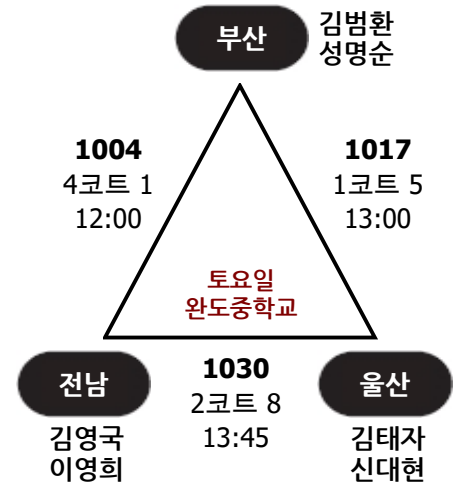 부산
김범환
성명순
1004
4코트 1
12:00
1017
1코트 5
13:00
토요일
완도중학교
전남
김영국
이영희
1030
2코트 8
13:45
울산
김태자
신대현